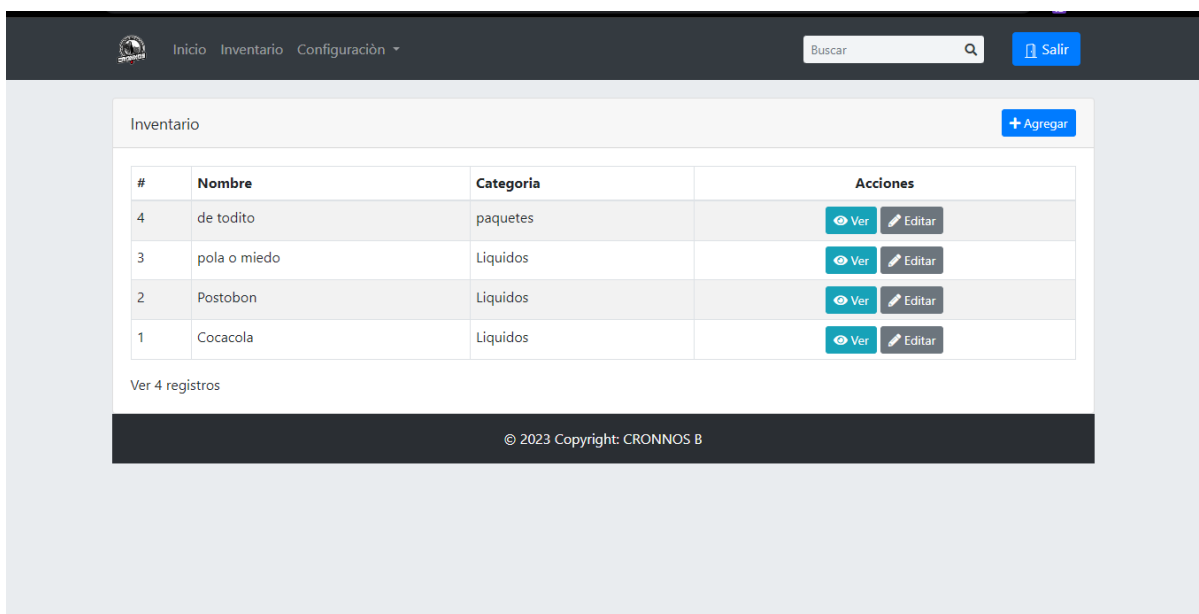 CRONNOS Inicio Inventario Configuraciòn Buscar Salir
Inventario Agregar
# Nombre Categoria Acciones
4 de todito paquetes Ver Editar
3 pola o miedo Liquidos Ver Editar
2 Postobon Liquidos Ver Editar
1 Cocacola Liquidos Ver Editar
Ver 4 registros
© 2023 Copyright: CRONNOS B